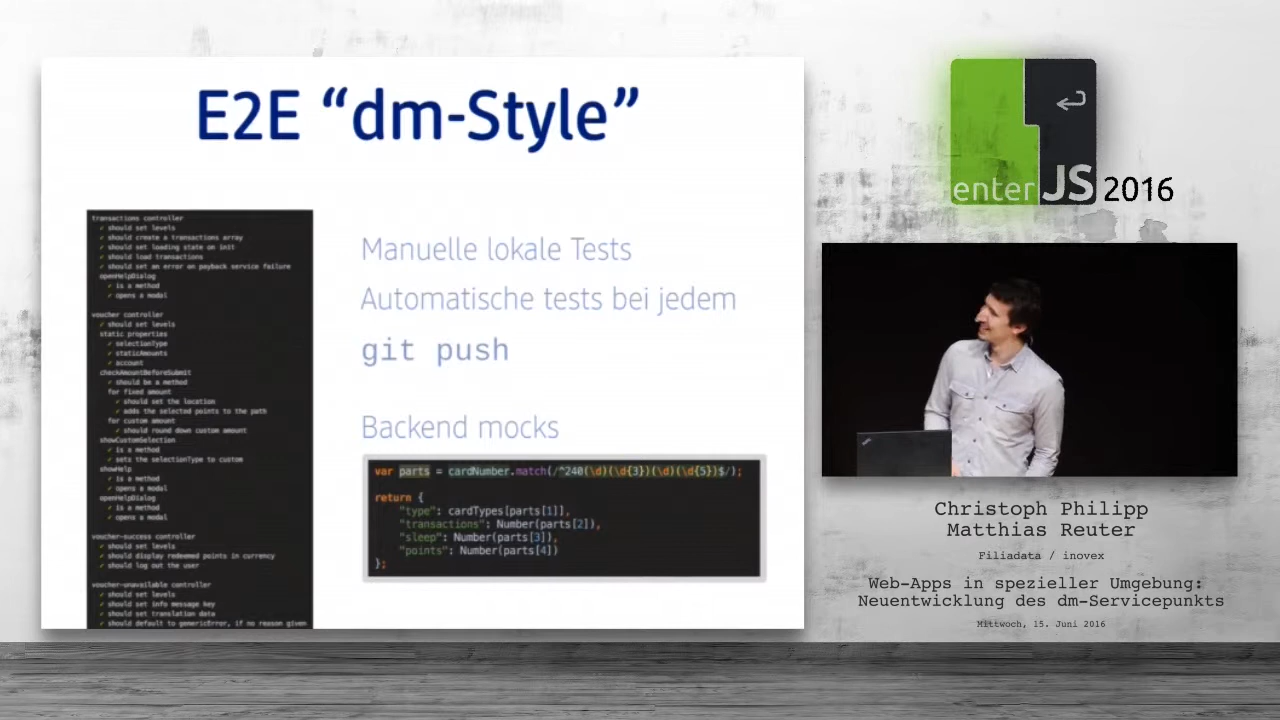 E2E “dm-Style”
transactions controller
✓ should set levels
✓ should create a transactions array
✓ should set loading state on init
✓ should load transactions
✓ should set an error on payback service failure
openHelpDialog
✓ is a method
✓ opens a modal
voucher controller
✓ should set levels
static properties
✓ selectionType
✓ staticAmounts
✓ account
checkAmountBeforeSubmit
✓ should be a method
for fixed amount
✓ should set the location
✓ adds the selected points to the path
for custom amount
✓ should round down custom amount
showCustomSelection
✓ is a method
✓ sets the selectionType to custom
showHelp
✓ is a method
✓ opens a modal
openHelpDialog
✓ is a method
✓ opens a modal
voucher-success controller
✓ should set levels
✓ should display redeemed points in currency
✓ should log out the user
voucher-unavailable controller
✓ should set levels
✓ should set info message key
✓ should set translation data
✓ should default to genericError, if no reason given
Manuelle lokale Tests
Automatische tests bei jedem
git push
Backend mocks
var parts = cardNumber.match(/^240(\d)(\d{3})(\d)(\d{5})$/);
return {
"type": cardTypes[parts[1]],
"transactions": Number(parts[2]),
"sleep": Number(parts[3]),
"points": Number(parts[4])
};
enterJS 2016
Christoph Philipp
Matthias Reuter
Filiadata / inovex
Web-Apps in spezieller Umgebung:
Neuentwicklung des dm-Servicepunkts
Mittwoch, 15. Juni 2016